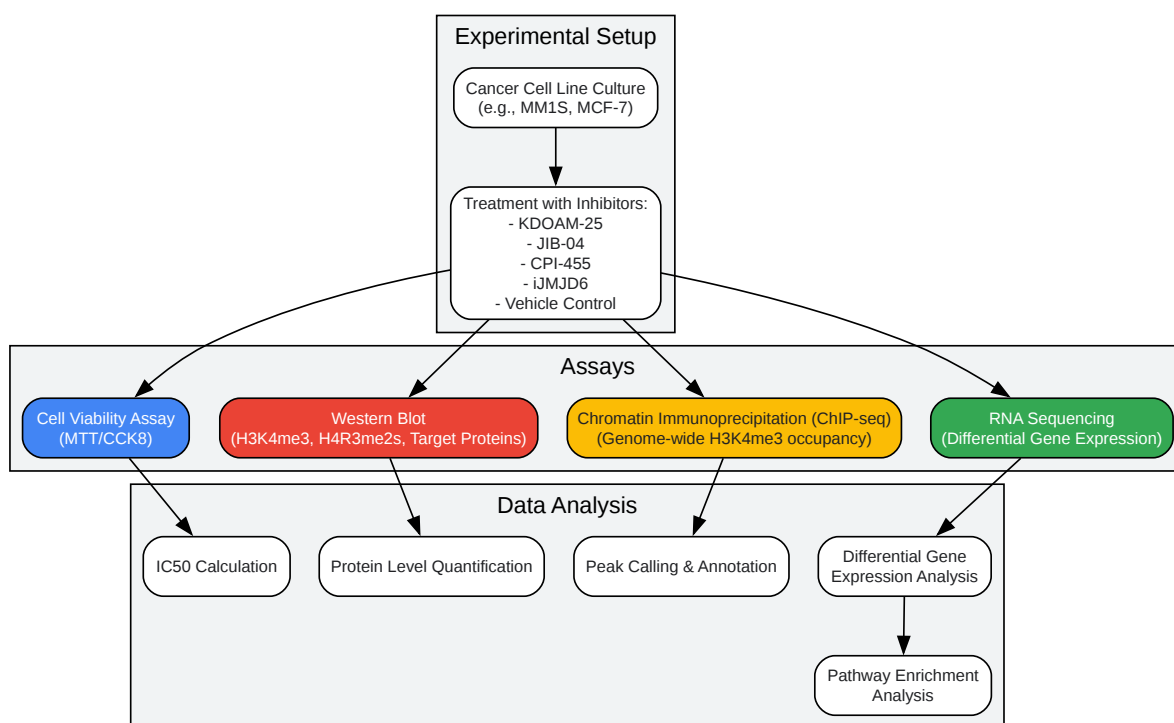 Experimental Setup
Cancer Cell Line Culture
(e.g., MM1S, MCF-7)
Treatment with Inhibitors:
- KDOAM-25
- JIB-04
- CPI-455
- iJMJD6
- Vehicle Control
Assays
Cell Viability Assay
(MTT/CCK8)
Western Blot
(H3K4me3, H4R3me2s, Target Proteins)
Chromatin Immunoprecipitation (ChIP-seq)
(Genome-wide H3K4me3 occupancy)
RNA Sequencing
(Differential Gene Expression)
Data Analysis
IC50 Calculation
Protein Level Quantification
Peak Calling & Annotation
Differential Gene
Expression Analysis
Pathway Enrichment
Analysis